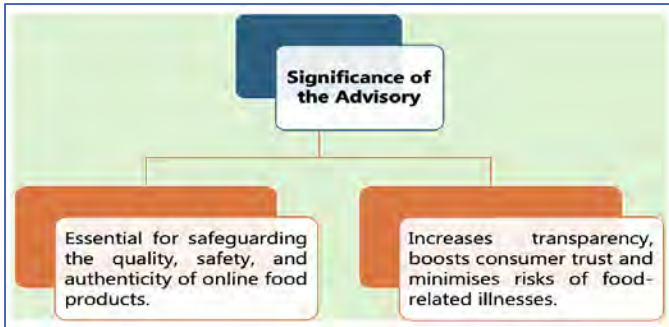 Significance of
the Advisory
Essential for safeguarding
the quality, safety, and
authenticity of online food
products.
Increases transparency,
boosts consumer trust and
minimises risks of food-
related illnesses.